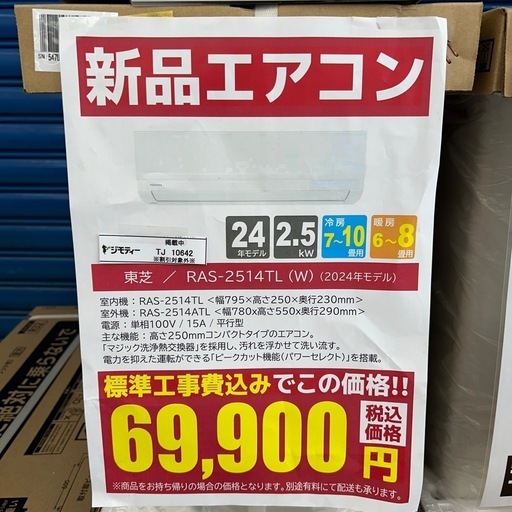 新品エアコン
TOSHIBA
24
年モデル
2.5
kW
冷房
7～10
畳用
暖房
6～8
畳用
ジモティー
掲載中
TJ 10642
※割引対象外※
東芝 ／ RAS-2514TL（W）（2024年モデル）
室内機：RAS-2514TL ＜幅795×高さ250×奥行230mm＞
室外機：RAS-2514ATL ＜幅780x高さ550x奥行290mm＞
電源：単相100V / 15A / 平行型
主な機能：高さ250mmコンパクトタイプのエアコン。
「マジック洗浄熱交換器」を採用し、汚れを浮かせて洗い流す。
電力を抑えた運転ができる「ピークカット機能（パワーセレクト）」を搭載。
標準工事費込みでこの価格!!
69,900円
税込
価格
※商品をお持ち帰りの場合の価格となります。別途有料にて配送も承ります。